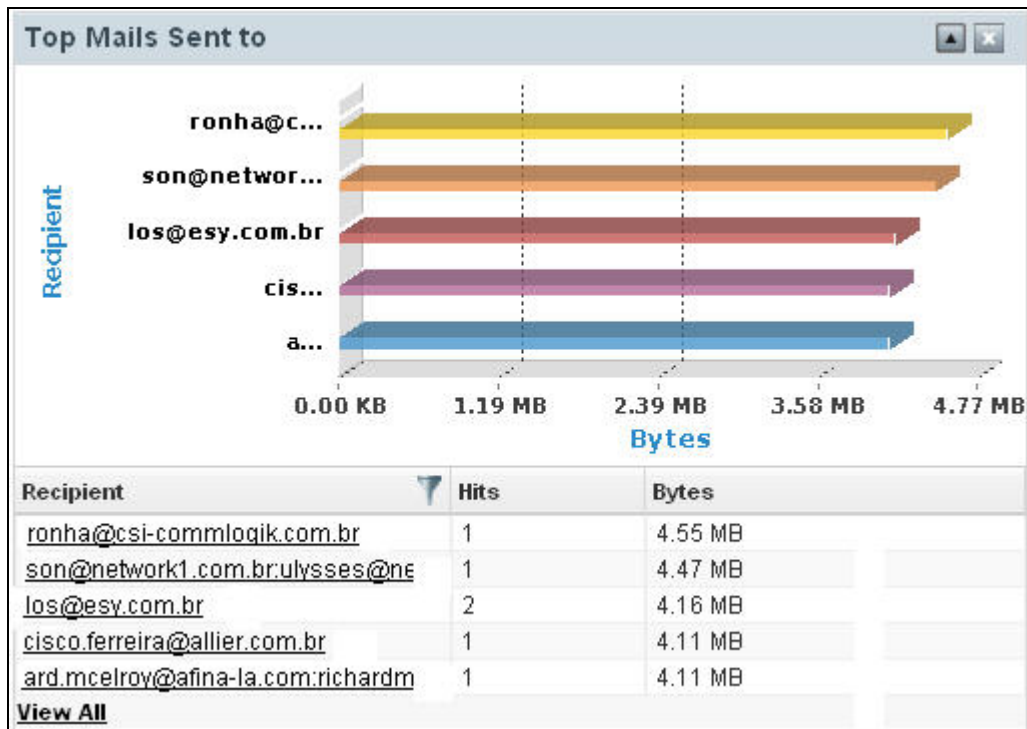 Top Mails Sent to
Recipient
ronha@c...
son@networ...
los@esy.com.br
cis...
a...
0.00 KB 1.19 MB 2.39 MB 3.58 MB 4.77 MB
Bytes
Recipient Hits Bytes
ronha@csi-commlogik.com.br 1 4.55 MB
son@network1.com.br:ulysses@ne 1 4.47 MB
los@esy.com.br 2 4.16 MB
cisco.ferreira@allier.com.br 1 4.11 MB
ard.mcelroy@afina-la.com:richardm 1 4.11 MB
View All